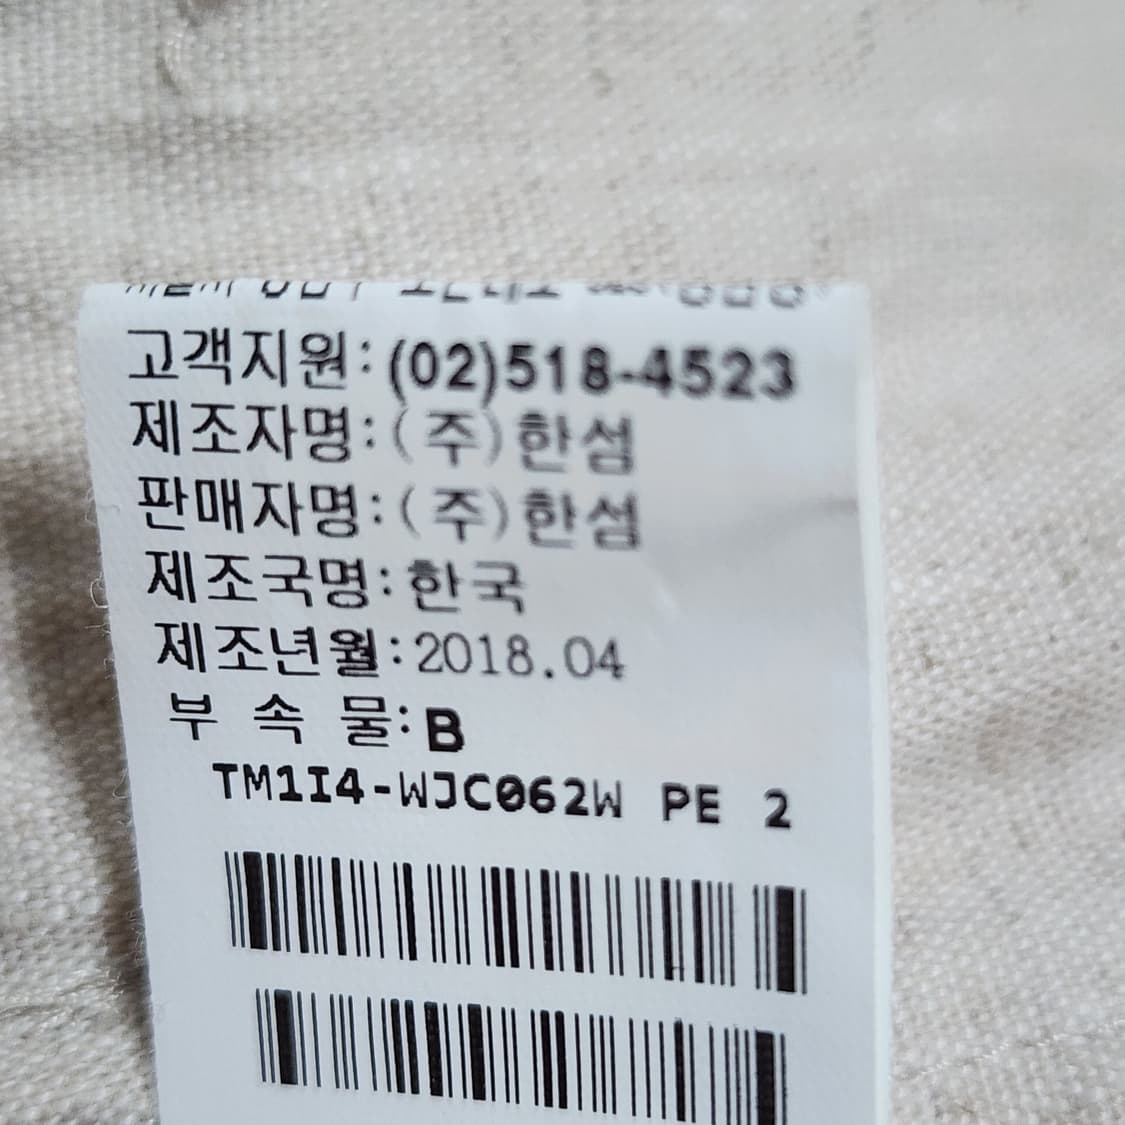 고객지원:(02)518-4523
제조자명:(주)한섬
판매자명:(주)한섬
제조국명:한국
제조년월:2018.04
부 속 물:B
TM1I4-WJC062W PE 2